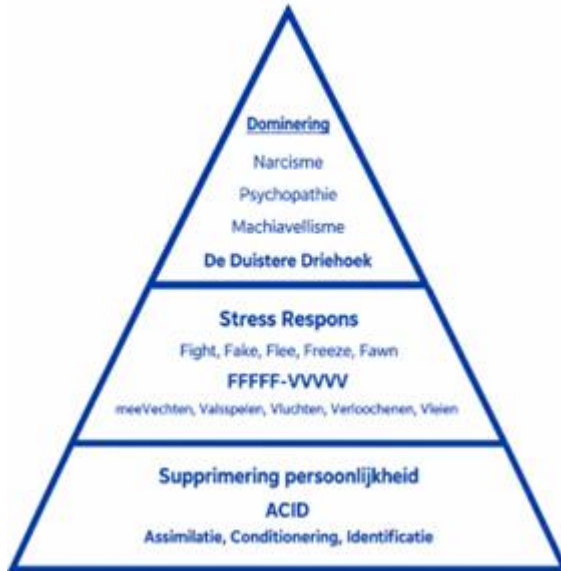 Dominering
Narcisme
Psychopathie
Machiavellisme
De Duistere Driehoek
Stress Respons
Fight, Fake, Flee, Freeze, Fawn
FFFFF-VVVVV
meeVechten, Valsspelen, Vluchten, Verloochenen, Vleien
Supprimering persoonlijkheid
ACID
Assimilatie, Conditionering, Identificatie